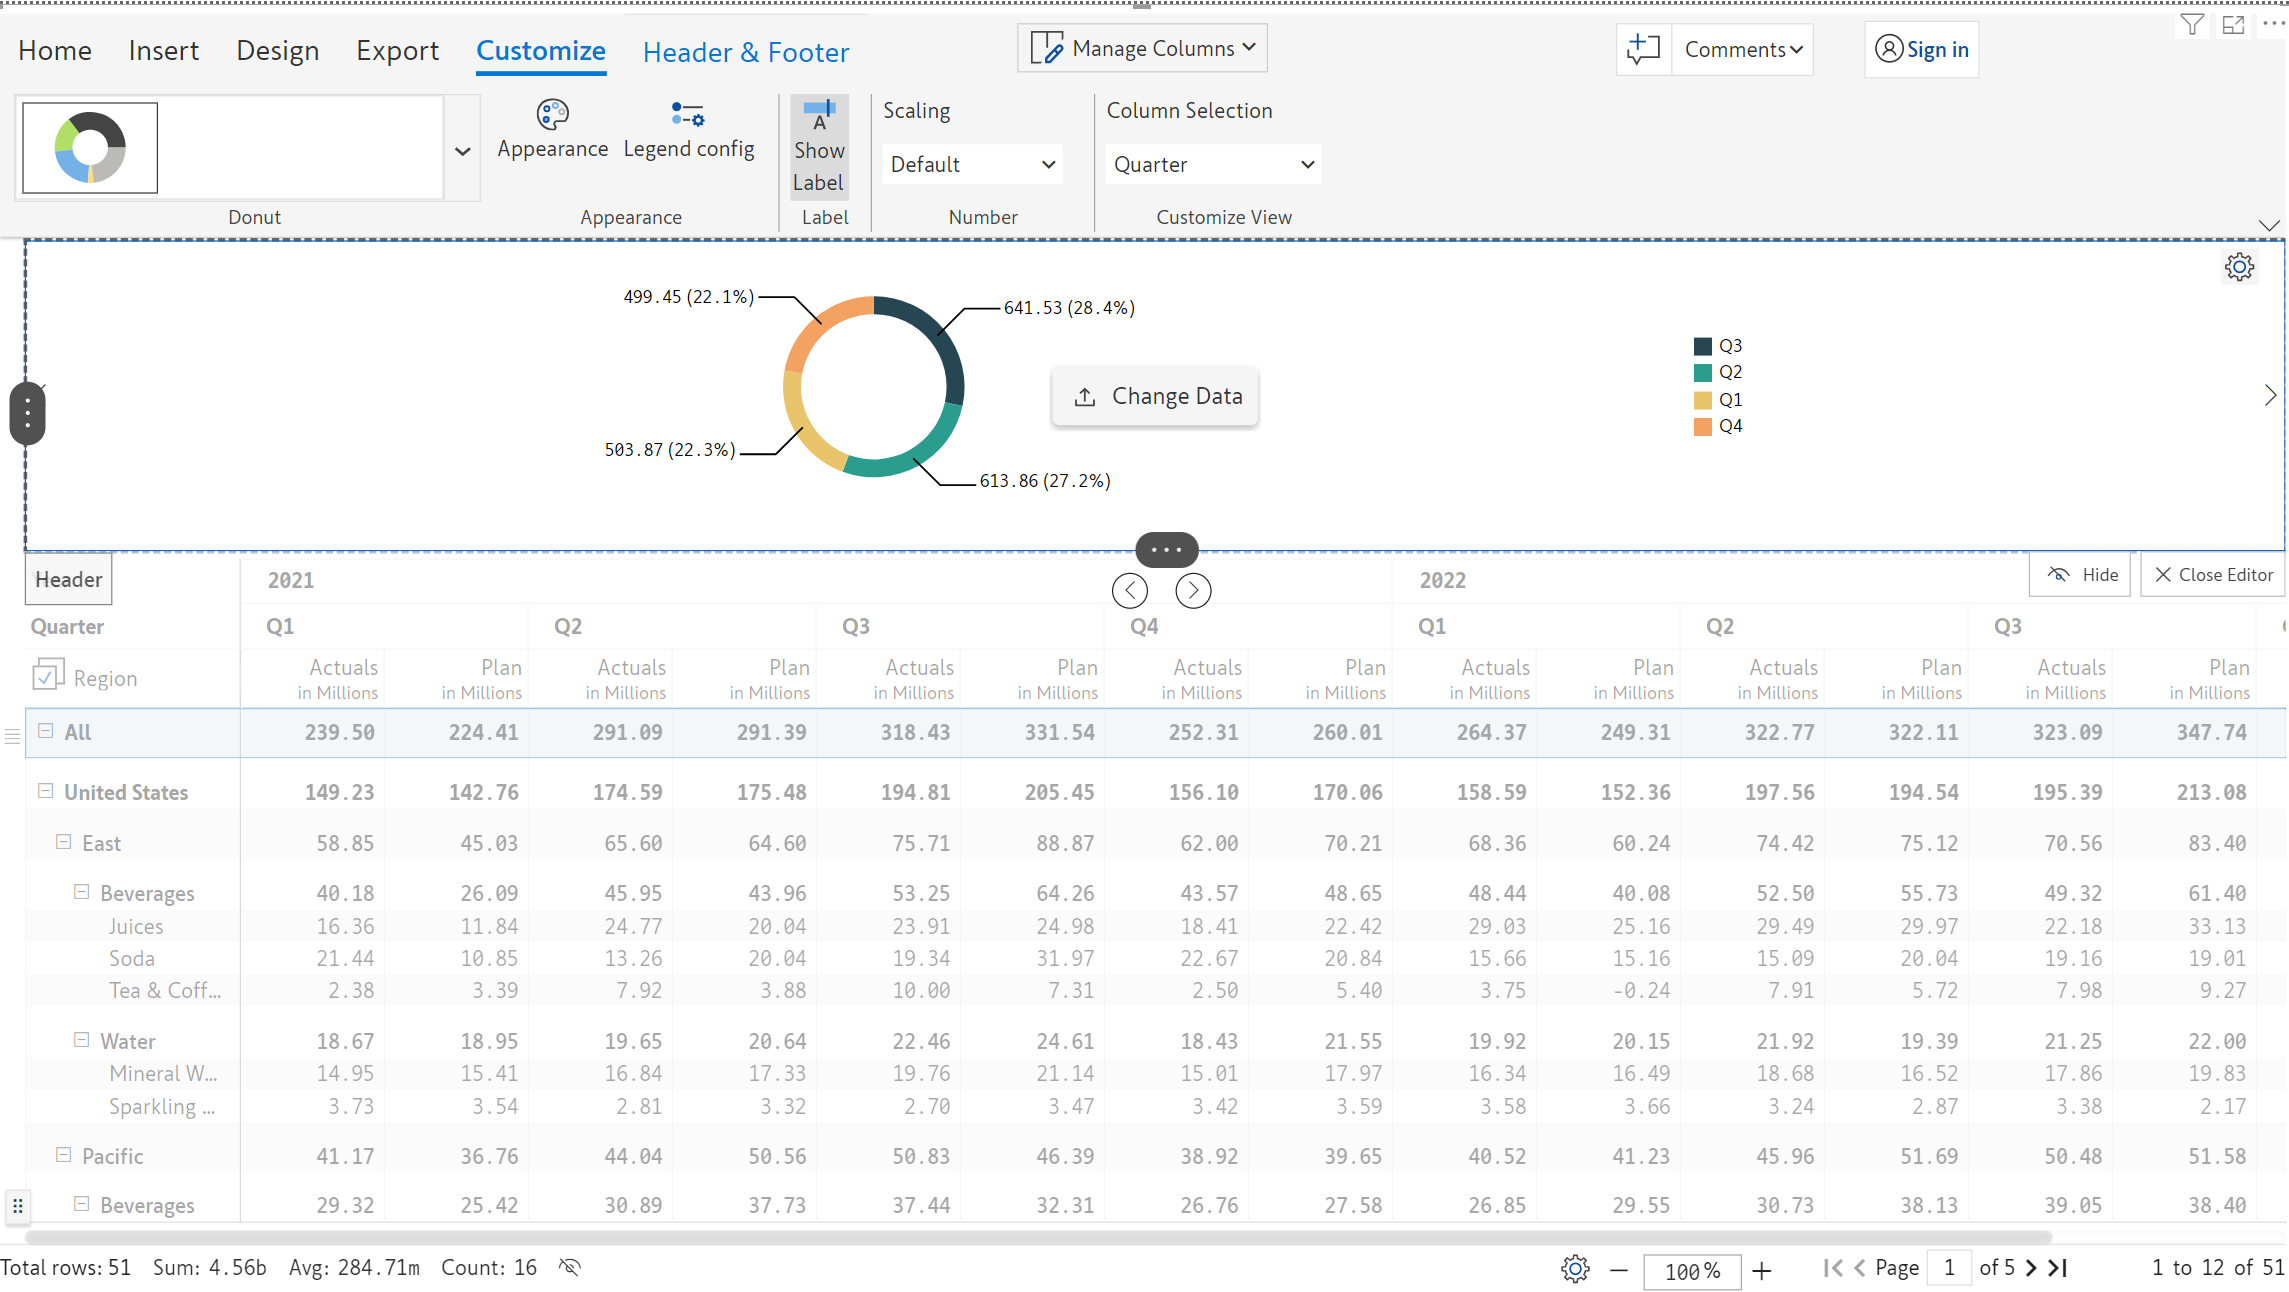 Home Insert Design Export Customize Header & Footer Manage Columns Comments Sign in
Appearance Legend config
A
Show
Label
Scaling
Default
Column Selection
Quarter
Donut Appearance Label Number Customize View
499.45 (22.1%)
641.53 (28.4%)
503.87 (22.3%)
613.86 (27.2%)
Change Data
Q3
Q2
Q1
Q4
Header 2021 2022 Hide Close Editor
Quarter Q1 Q2 Q3 Q4 Q1 Q2 Q3
Region Actuals Plan Actuals Plan Actuals Plan Actuals Plan Actuals Plan Actuals Plan Actuals Plan
in Millions in Millions in Millions in Millions in Millions in Millions in Millions in Millions in Millions in Millions in Millions in Millions in Millions in Millions
All 239.50 224.41 291.09 291.39 318.43 331.54 252.31 260.01 264.37 249.31 322.77 322.11 323.09 347.74
United States 149.23 142.76 174.59 175.48 194.81 205.45 156.10 170.06 158.59 152.36 197.56 194.54 195.39 213.08
East 58.85 45.03 65.60 64.60 75.71 88.87 62.00 70.21 68.36 60.24 74.42 75.12 70.56 83.40
Beverages 40.18 26.09 45.95 43.96 53.25 64.26 43.57 48.65 48.44 40.08 52.50 55.73 49.32 61.40
Juices 16.36 11.84 24.77 20.04 23.91 24.98 18.41 22.42 29.03 25.16 29.49 29.97 22.18 33.13
Soda 21.44 10.85 13.26 20.04 19.34 31.97 22.67 20.84 15.66 15.16 15.09 20.04 19.16 19.01
Tea & Coff... 2.38 3.39 7.92 3.88 10.00 7.31 2.50 5.40 3.75 -0.24 7.91 5.72 7.98 9.27
Water 18.67 18.95 19.65 20.64 22.46 24.61 18.43 21.55 19.92 20.15 21.92 19.39 21.25 22.00
Mineral W... 14.95 15.41 16.84 17.33 19.76 21.14 15.01 17.97 16.34 16.49 18.68 16.52 17.86 19.83
Sparkling ... 3.73 3.54 2.81 3.32 2.70 3.47 3.42 3.59 3.58 3.66 3.24 2.87 3.38 2.17
Pacific 41.17 36.76 44.04 50.56 50.83 46.39 38.92 39.65 40.52 41.23 45.96 51.69 50.48 51.58
Beverages 29.32 25.42 30.89 37.73 37.44 32.31 26.76 27.58 26.85 29.55 30.73 38.13 39.05 38.40
Total rows: 51 Sum: 4.56b Avg: 284.71m Count: 16 100% Page 1 of 5 1 to 12 of 51